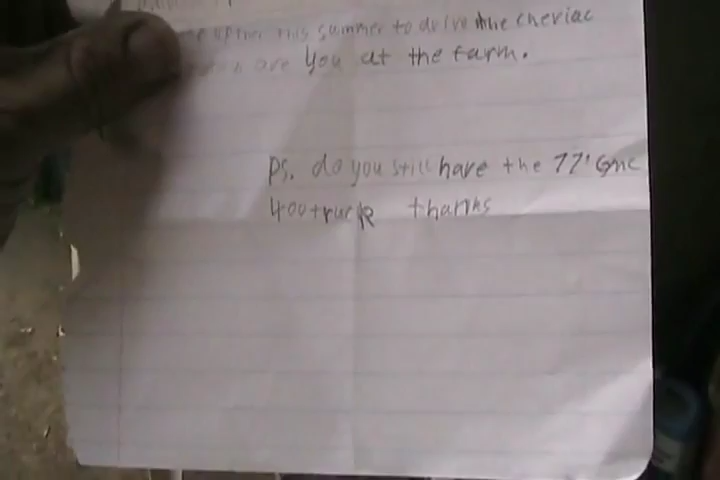 after this summer to drive the cheviac
are you at the farm.
Ps. do you still have the 77' Gmc
400 truck thanks